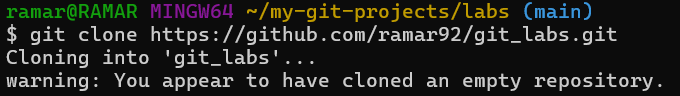 ramar@RAMAR MINGW64 ~/my-git-projects/labs (main)
$ git clone https://github.com/ramar92/git_labs.git
Cloning into 'git_labs'...
warning: You appear to have cloned an empty repository.